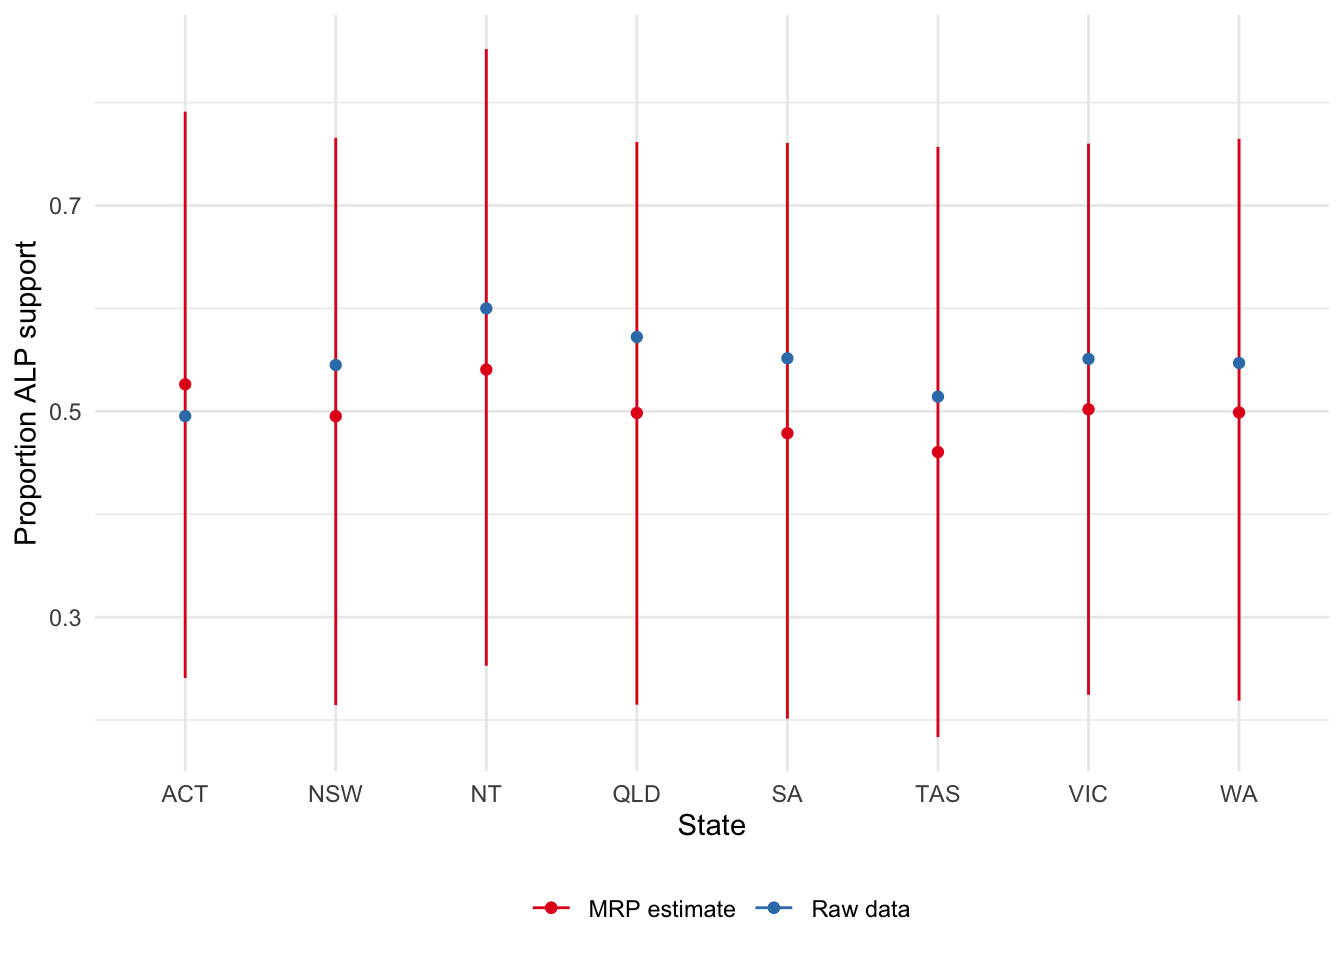 Proportion ALP support
0.7
0.5
0.3
ACT NSW NT QLD SA TAS VIC WA
State
MRP estimate Raw data